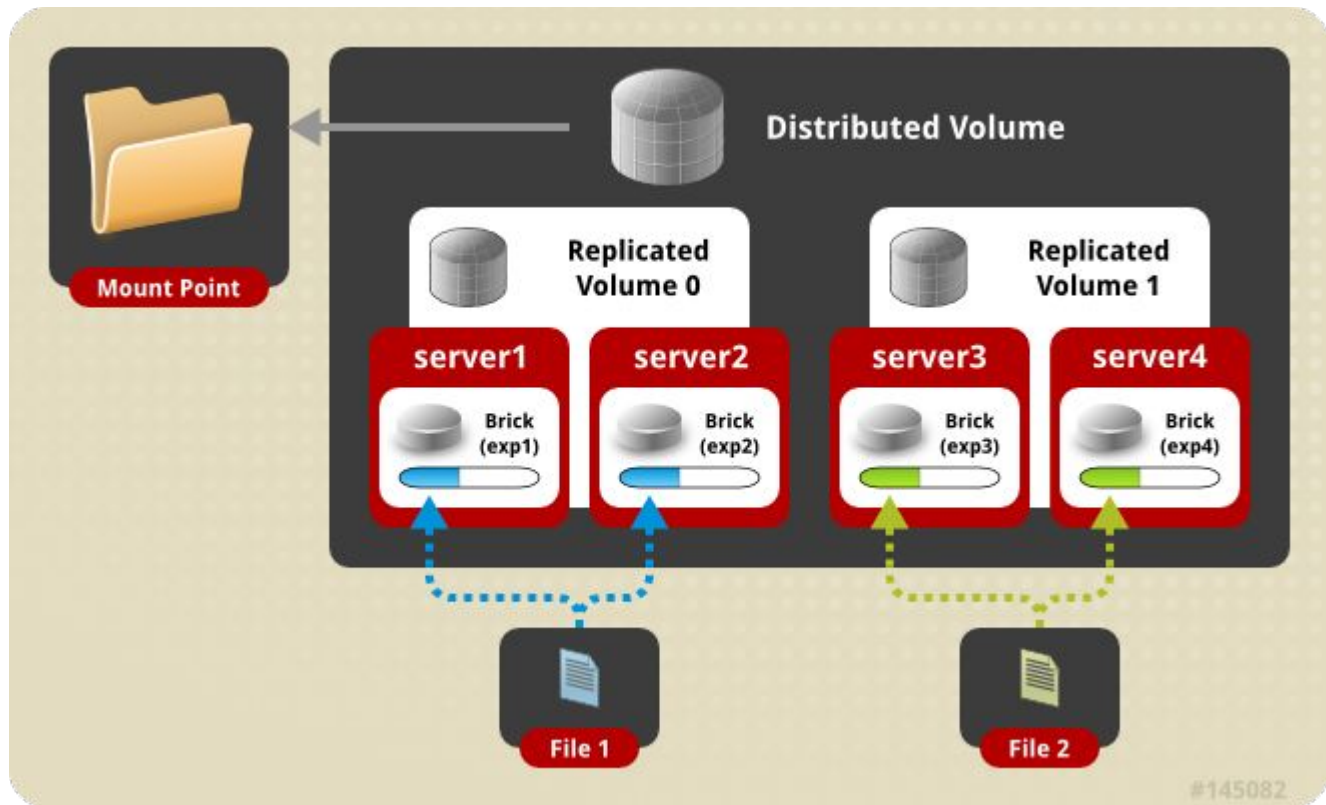 Distributed Volume
Mount Point
Replicated
Volume 0
Replicated
Volume 1
server1
server2
server3
server4
Brick
(exp1)
Brick
(exp2)
Brick
(exp3)
Brick
(exp4)
File 1
File 2
#145082